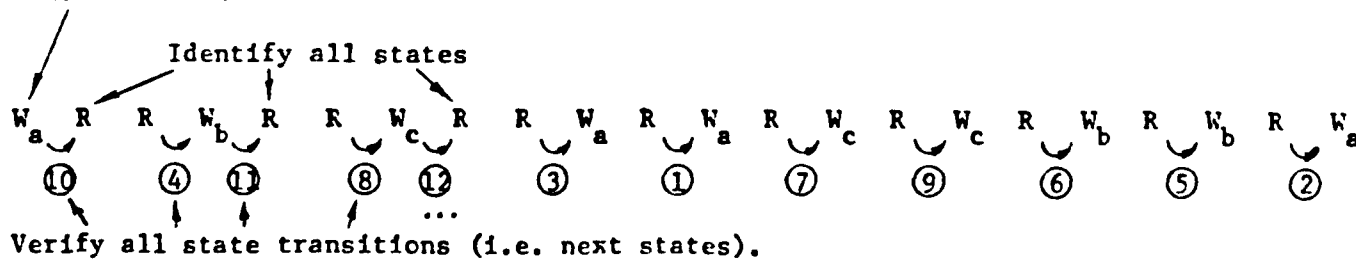 Identify all states
W_a R R W_b R R W_c R R W_a R W_a R W_c R W_c R W_b R W_b R W_a
⑩ ④ ⑪ ⑧ ⑫ ③ ① ⑦ ⑨ ⑥ ⑤ ②
...
Verify all state transitions (i.e. next states).